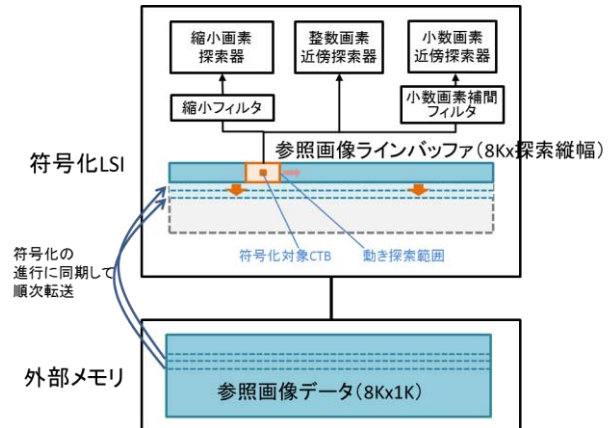 縮小画素
探索器
整数画素
近傍探索器
小数画素
近傍探索器
縮小フィルタ
小数画素補間
フィルタ
参照画像ラインバッファ(8Kx探索縦幅)
符号化LSI
符号化対象CTB
動き探索範囲
符号化の
進行に同期して
順次転送
外部メモリ
参照画像データ(8Kx1K)